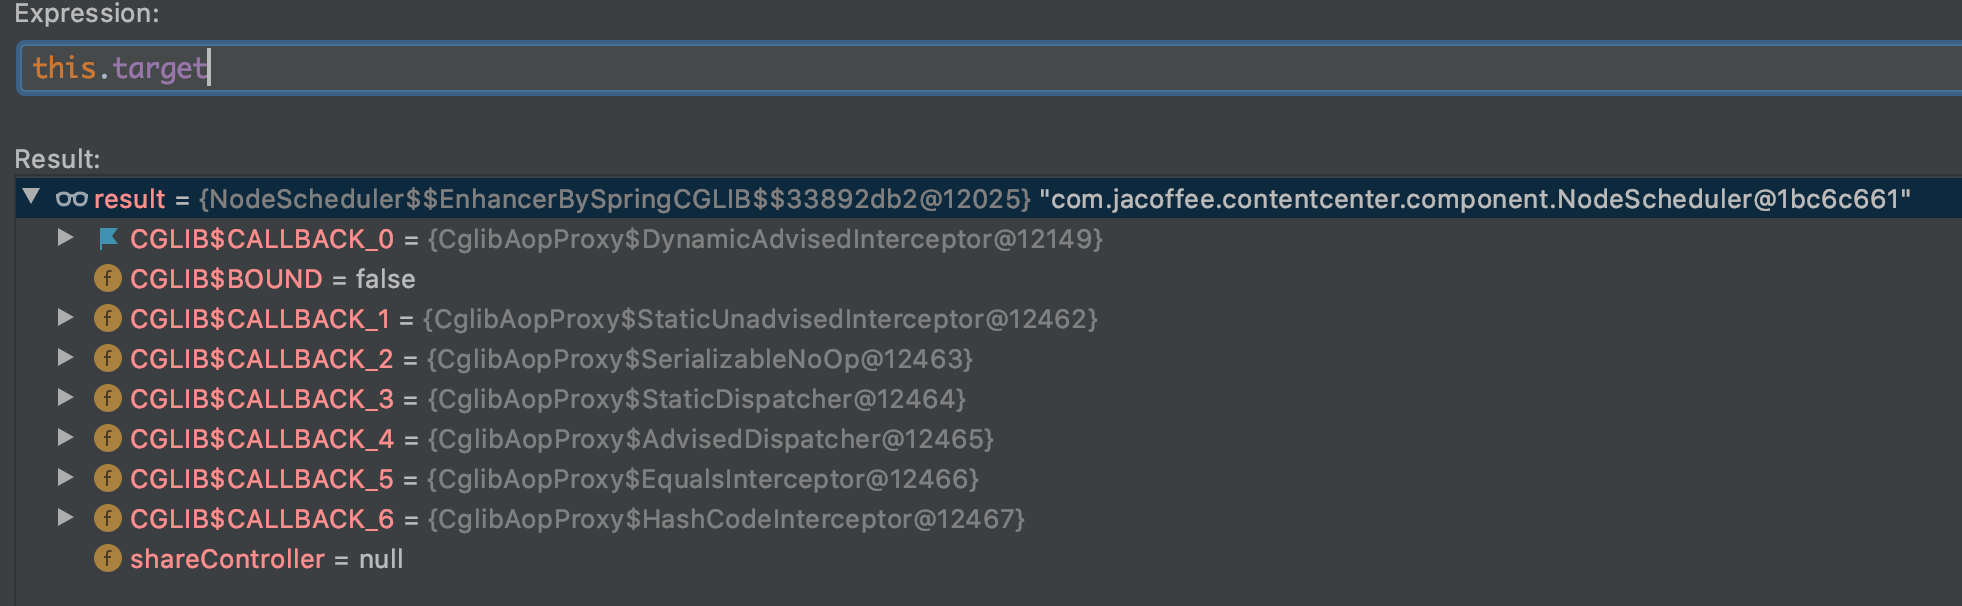 Expression:
this.target
Result:
result = {NodeScheduler$$EnhancerBySpringCGLIB$$33892db2@12025} "com.jacoffee.contentcenter.component.NodeScheduler@1bc6c661"
CGLIB$CALLBACK_0 = {CglibAopProxy$DynamicAdvisedInterceptor@12149}
f CGLIB$BOUND = false
f CGLIB$CALLBACK_1 = {CglibAopProxy$StaticUnadvisedInterceptor@12462}
f CGLIB$CALLBACK_2 = {CglibAopProxy$SerializableNoOp@12463}
f CGLIB$CALLBACK_3 = {CglibAopProxy$StaticDispatcher@12464}
f CGLIB$CALLBACK_4 = {CglibAopProxy$AdvisedDispatcher@12465}
f CGLIB$CALLBACK_5 = {CglibAopProxy$EqualsInterceptor@12466}
f CGLIB$CALLBACK_6 = {CglibAopProxy$HashCodeInterceptor@12467}
f shareController = null